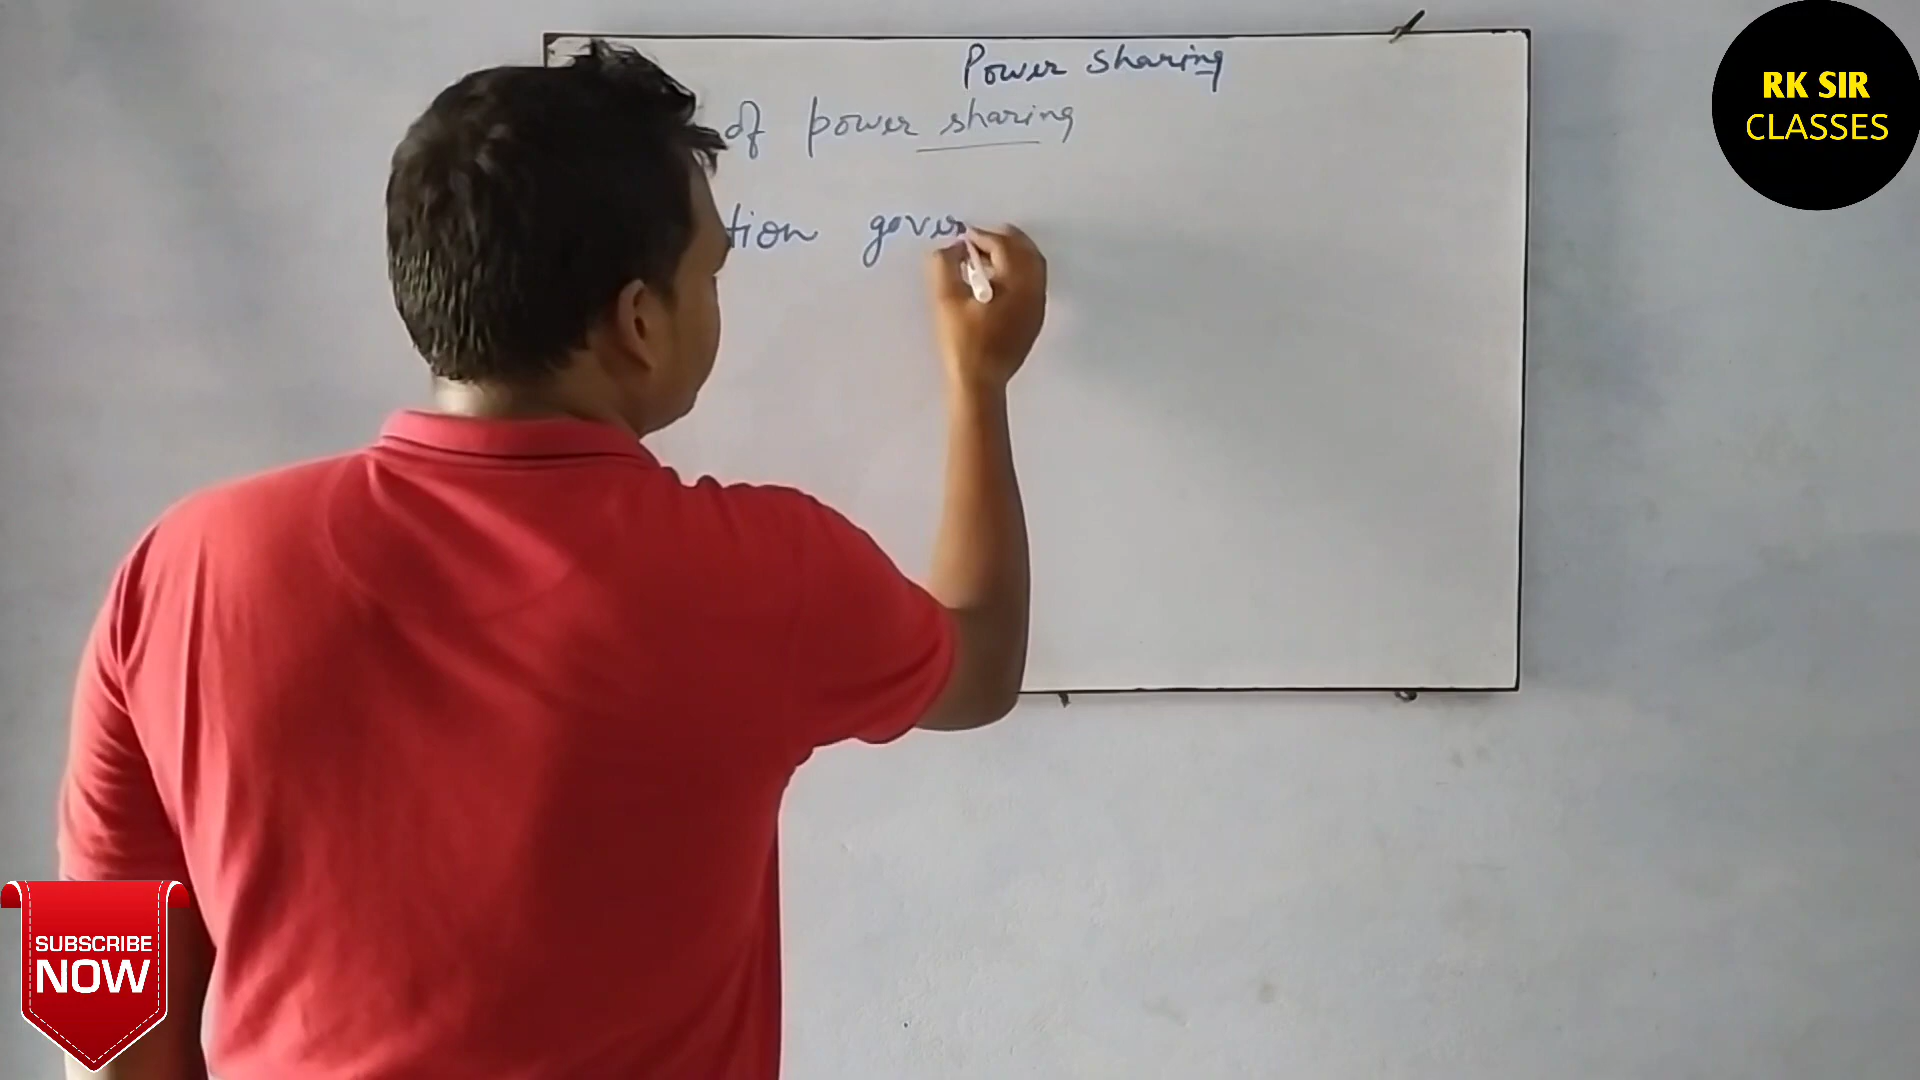 Power sharing
of power sharing
tion gover
RK SIR
CLASSES
SUBSCRIBE
NOW